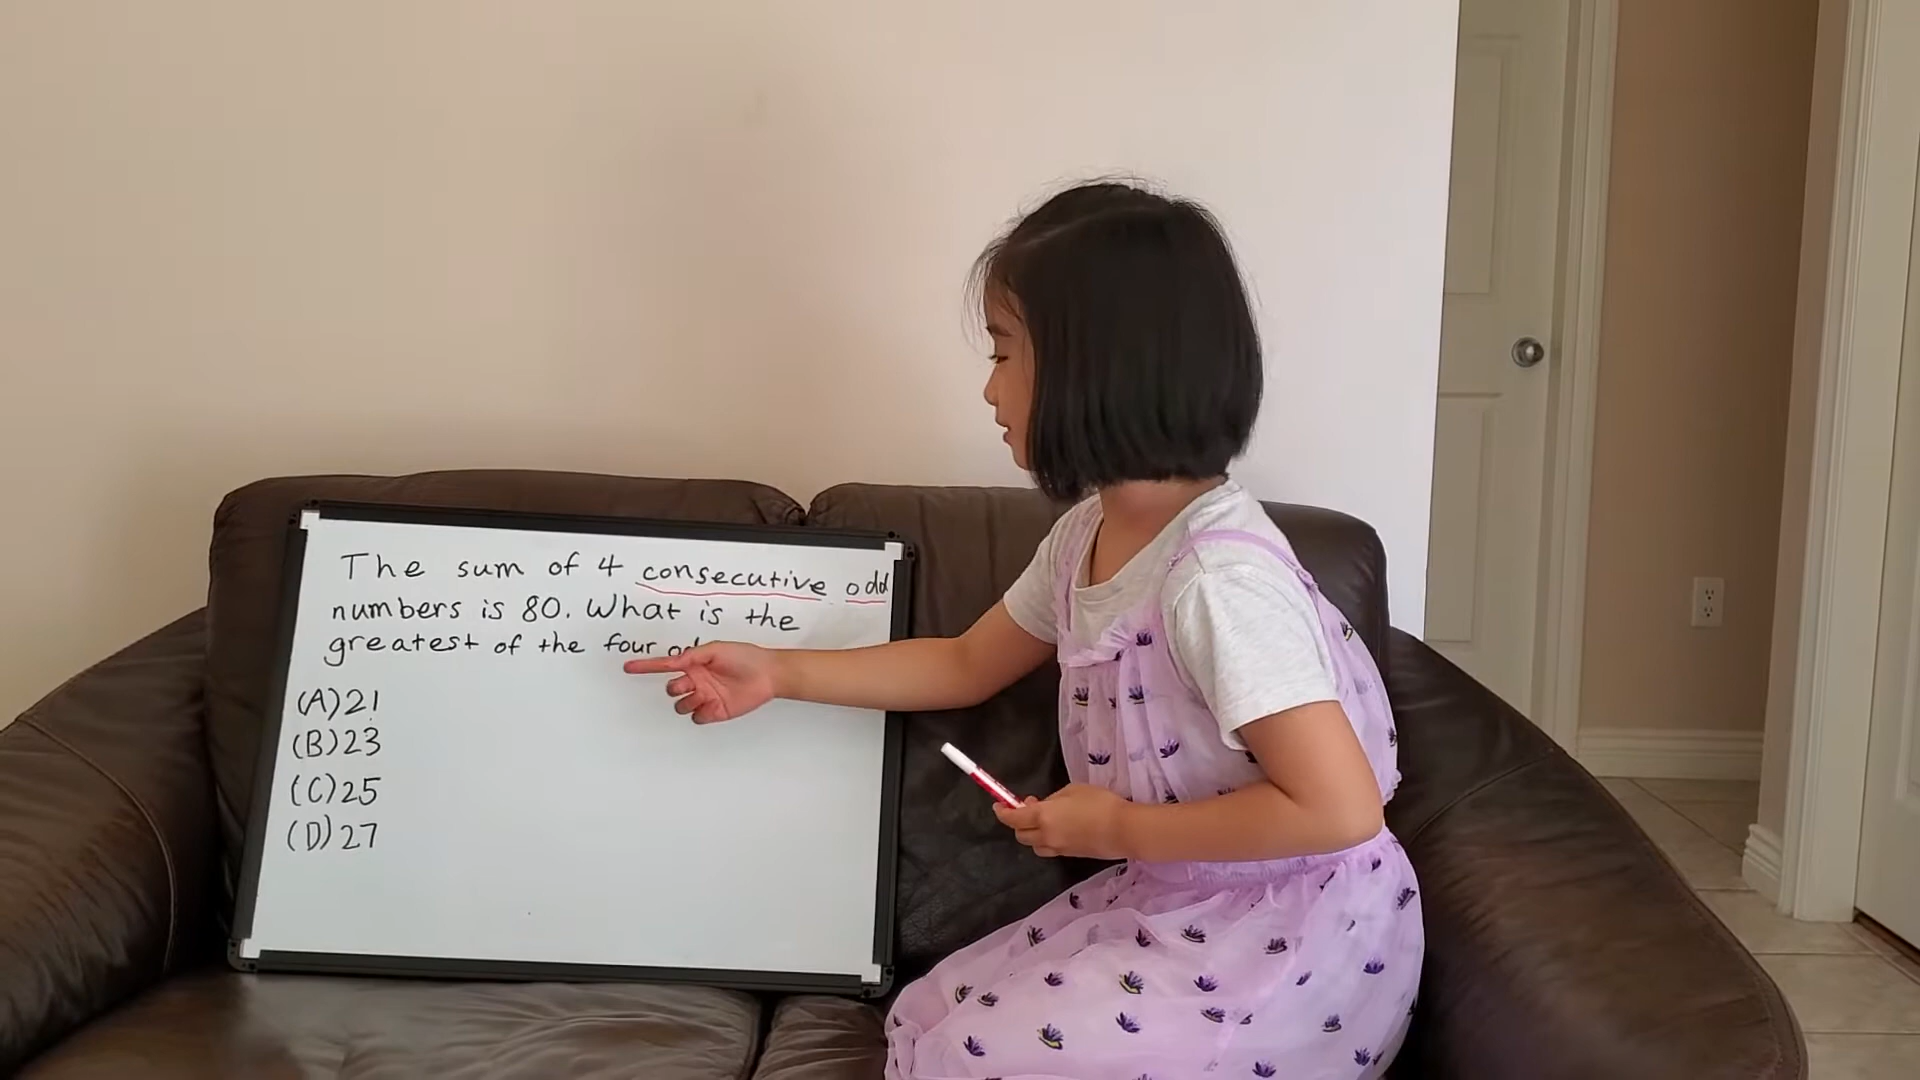 The sum of 4 consecutive odd
numbers is 80. What is the
greatest of the four
(A) 21
(B) 23
(C) 25
(D) 27